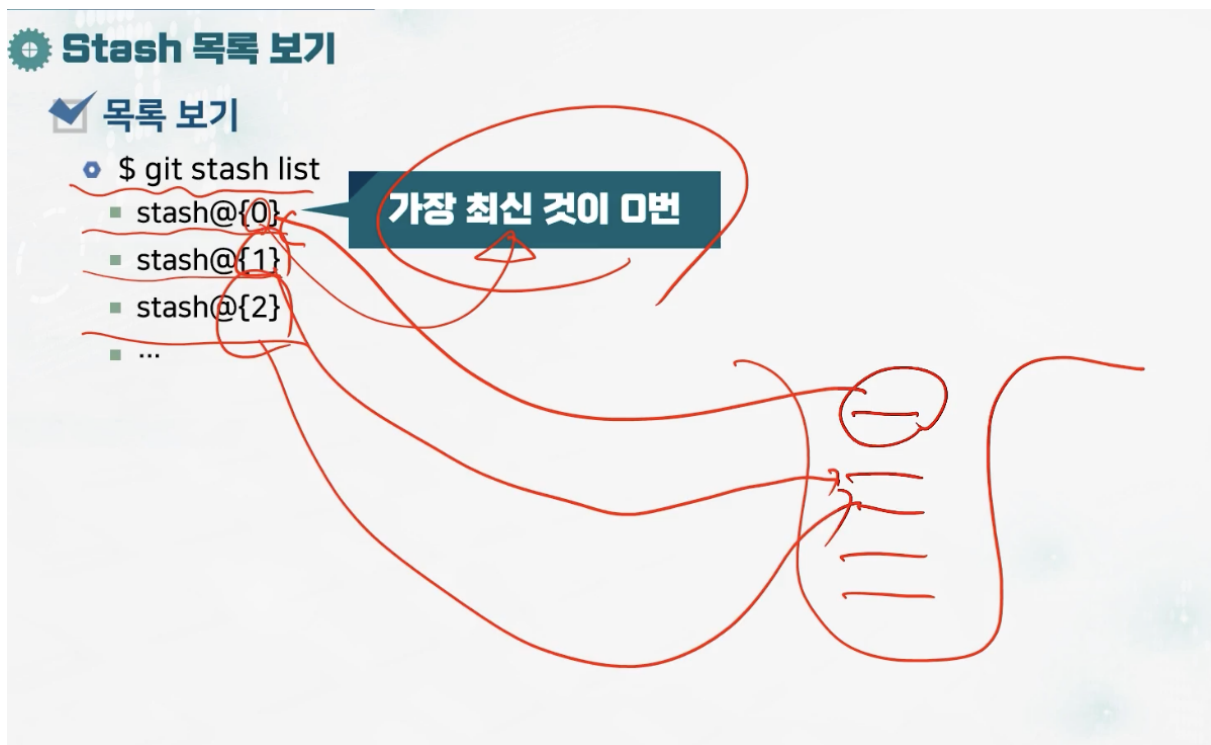 Stash 목록 보기
목록 보기
$ git stash list
stash@{0}
가장 최신 것이 0번
stash@{1}
stash@{2}
...